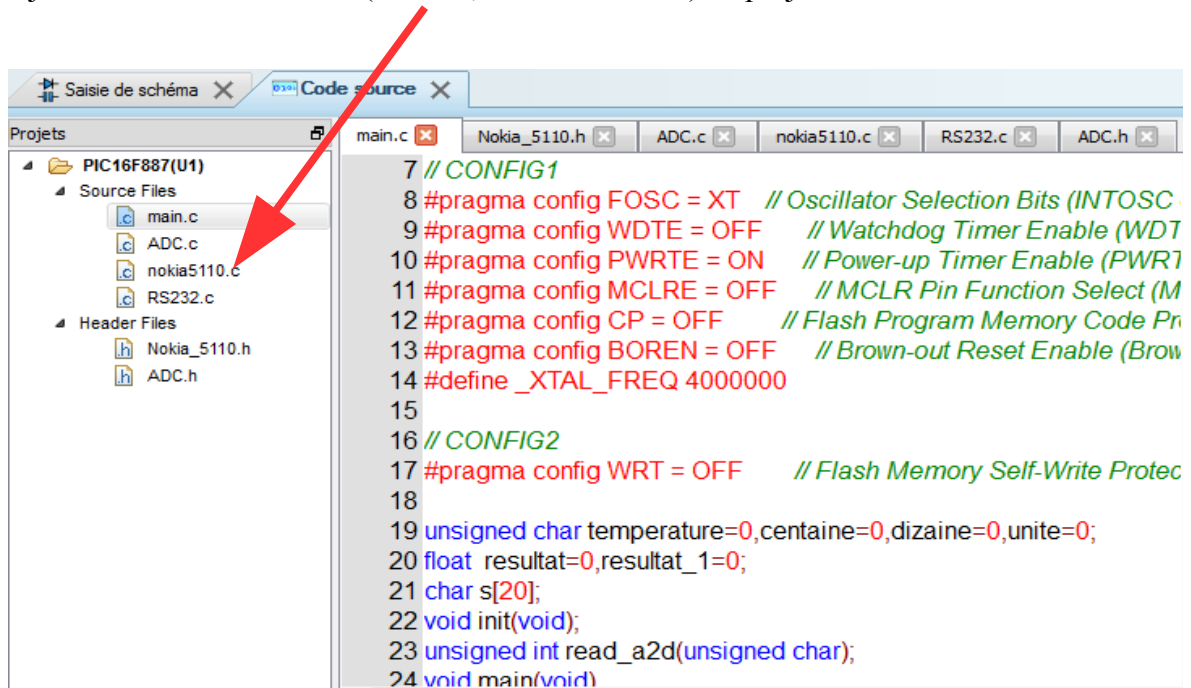 Saisie de schéma Code source
Projets
PIC16F887(U1)
Source Files
main.c
ADC.c
nokia5110.c
RS232.c
Header Files
Nokia_5110.h
ADC.h
main.c Nokia_5110.h ADC.c nokia5110.c RS232.c ADC.h
7 // CONFIG1
8 #pragma config FOSC = XT // Oscillator Selection Bits (INTOSC
9 #pragma config WDTE = OFF // Watchdog Timer Enable (WDT
10 #pragma config PWRTE = ON // Power-up Timer Enable (PWRT
11 #pragma config MCLRE = OFF // MCLR Pin Function Select (M
12 #pragma config CP = OFF // Flash Program Memory Code Pr
13 #pragma config BOREN = OFF // Brown-out Reset Enable (Brow
14 #define _XTAL_FREQ 4000000
15
16 // CONFIG2
17 #pragma config WRT = OFF // Flash Memory Self-Write Protec
18
19 unsigned char temperature=0,centaine=0,dizaine=0,unite=0;
20 float resultat=0,resultat_1=0;
21 char s[20];
22 void init(void);
23 unsigned int read_a2d(unsigned char);
24 void main(void)